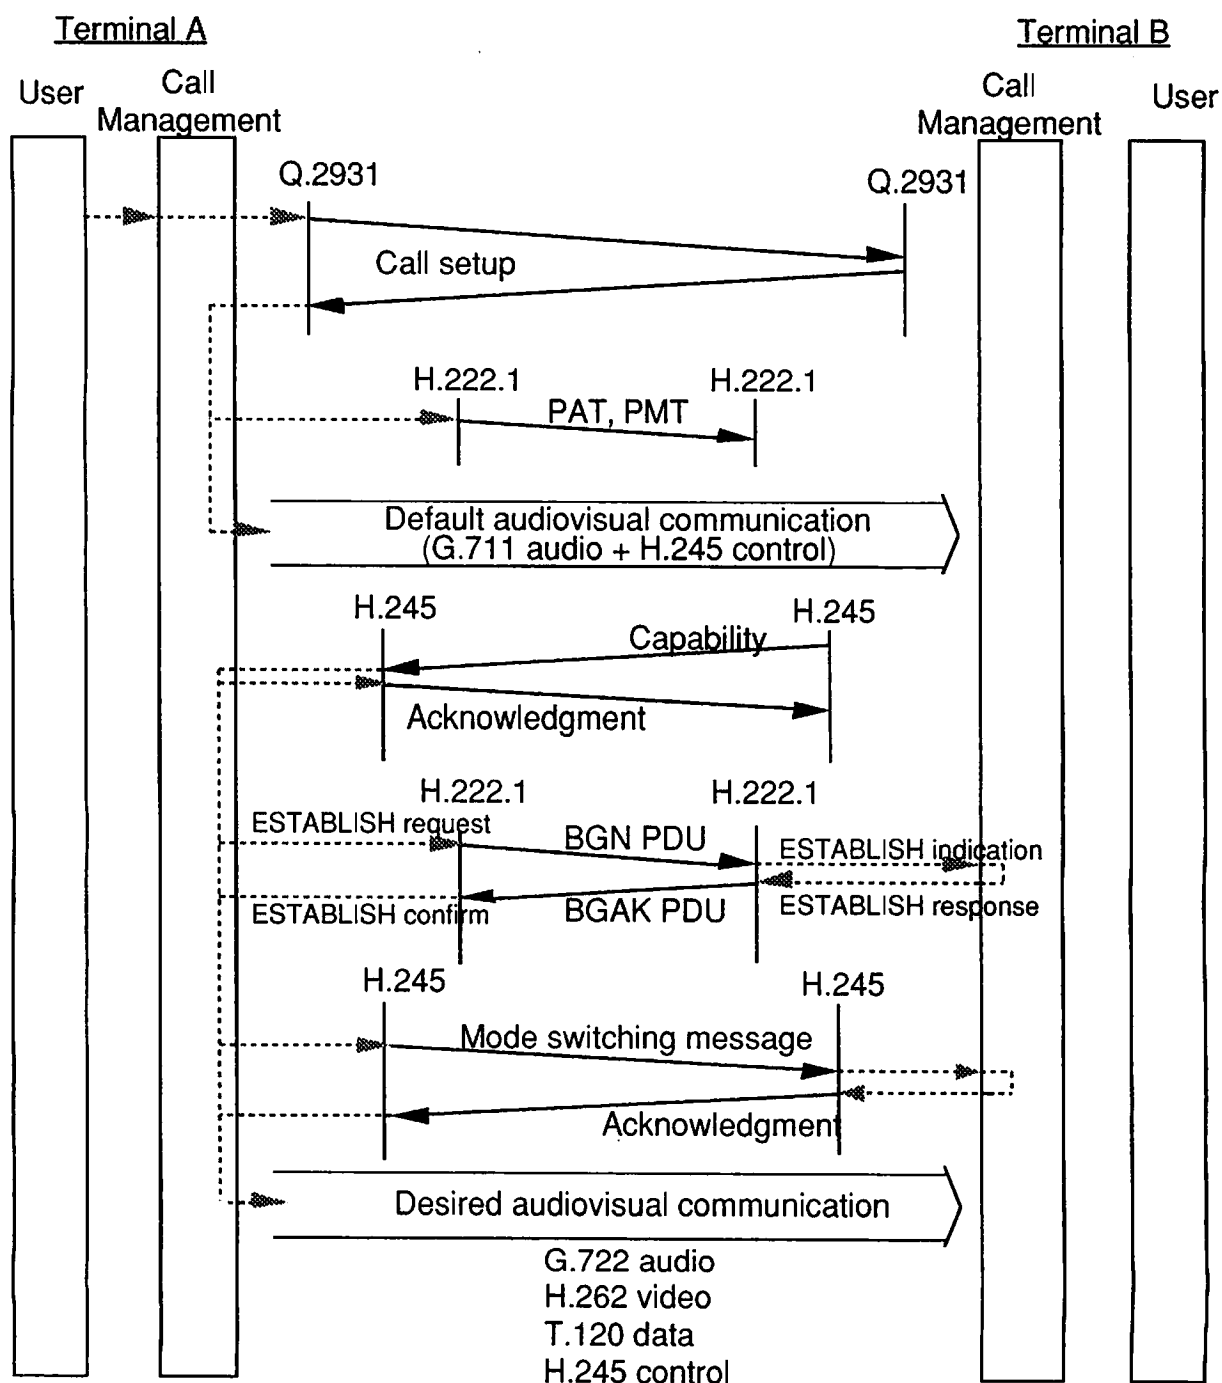 Terminal A
Terminal B
User
Call
Management
Call
Management
User
Q.2931
Q.2931
Call setup
H.222.1
H.222.1
PAT, PMT
Default audiovisual communication
(G.711 audio + H.245 control)
H.245
H.245
Capability
Acknowledgment
H.222.1
H.222.1
ESTABLISH request
BGN PDU
ESTABLISH indication
ESTABLISH confirm
BGAK PDU
ESTABLISH response
H.245
H.245
Mode switching message
Acknowledgment
Desired audiovisual communication
G.722 audio
H.262 video
T.120 data
H.245 control